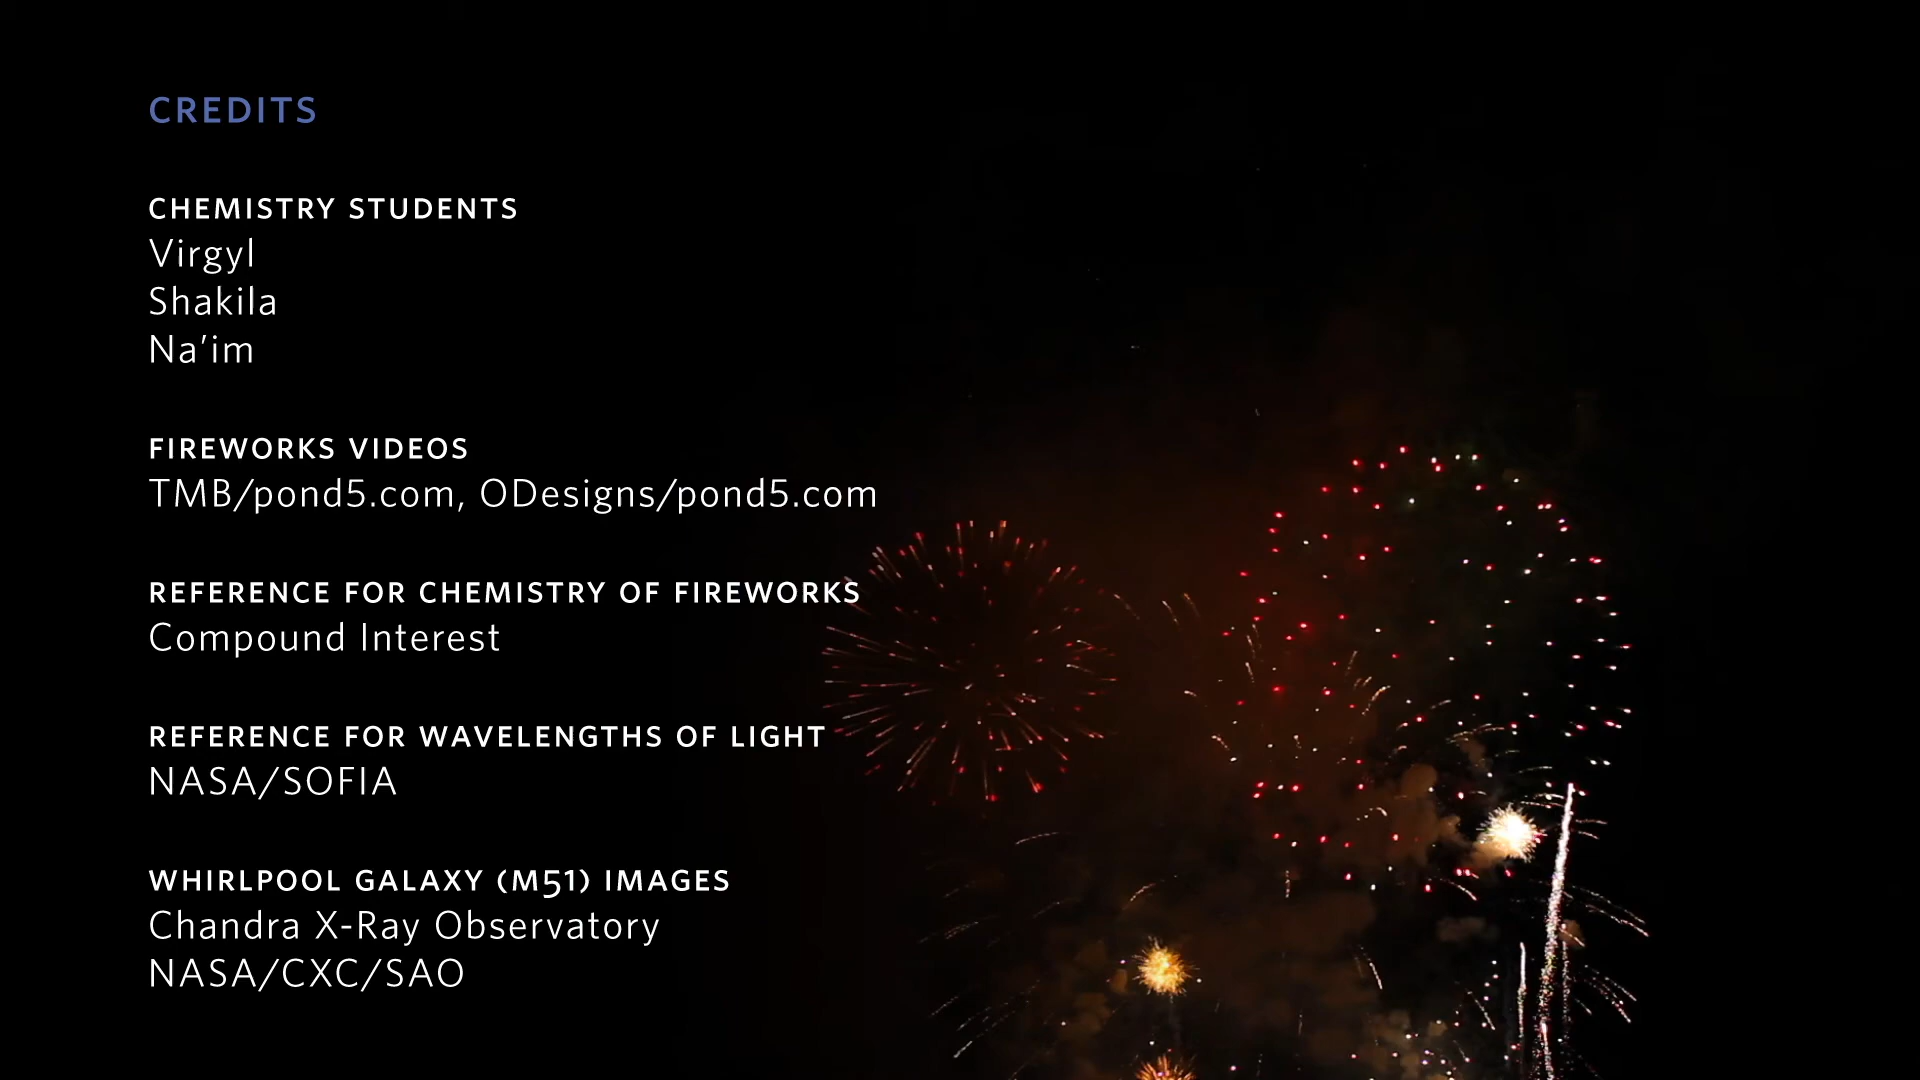 CREDITS
CHEMISTRY STUDENTS
Virgyl
Shakila
Na’im
FIREWORKS VIDEOS
TMB/pond5.com, ODesigns/pond5.com
REFERENCE FOR CHEMISTRY OF FIREWORKS
Compound Interest
REFERENCE FOR WAVELENGTHS OF LIGHT
NASA/SOFIA
WHIRLPOOL GALAXY (M51) IMAGES
Chandra X-Ray Observatory
NASA/CXC/SAO